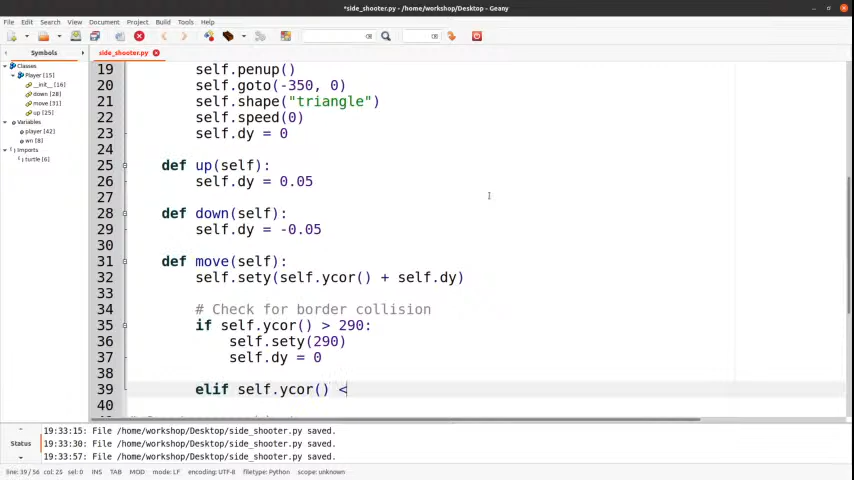 *side_shooter.py - /home/workshop/Desktop - Geany
File Edit Search View Document Project Build Tools Help
Symbols
side_shooter.py
Classes
Player [15]
__init__ [16]
down [28]
move [31]
up [25]
Variables
player [42]
wn [8]
Imports
turtle [6]
19 self.penup()
20 self.goto(-350, 0)
21 self.shape("triangle")
22 self.speed(0)
23 self.dy = 0
24
25 def up(self):
26 self.dy = 0.05
27
28 def down(self):
29 self.dy = -0.05
30
31 def move(self):
32 self.sety(self.ycor() + self.dy)
33
34 # Check for border collision
35 if self.ycor() > 290:
36 self.sety(290)
37 self.dy = 0
38
39 elif self.ycor() <
40
Status
19:33:15: File /home/workshop/Desktop/side_shooter.py saved.
19:33:30: File /home/workshop/Desktop/side_shooter.py saved.
19:33:57: File /home/workshop/Desktop/side_shooter.py saved.
line: 39 / 56 col: 25 sel: 0 INS TAB MOD mode: LF encoding: UTF-8 filetype: Python scope: unknown